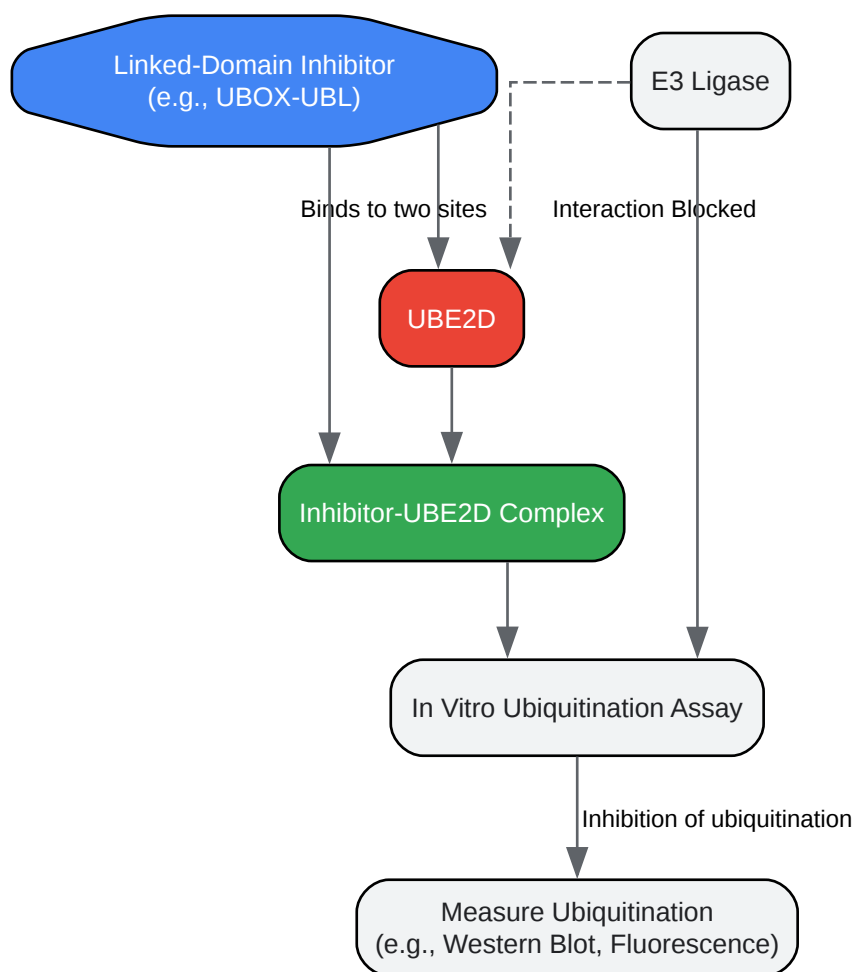 Linked-Domain Inhibitor
(e.g., UBOX-UBL)
E3 Ligase
Binds to two sites
Interaction Blocked
UBE2D
Inhibitor-UBE2D Complex
In Vitro Ubiquitination Assay
Inhibition of ubiquitination
Measure Ubiquitination
(e.g., Western Blot, Fluorescence)